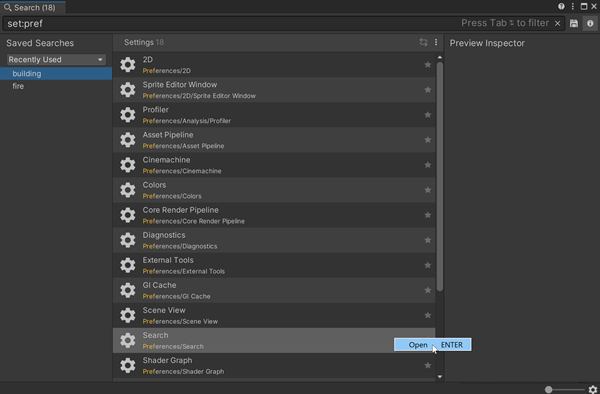 Search (18)
set:pref
Press Tab to filter
Saved Searches
Settings 18
Preview Inspector
Recently Used
building
fire
2D
Preferences/2D
Sprite Editor Window
Preferences/2D/Sprite Editor Window
Profiler
Preferences/Analysis/Profiler
Asset Pipeline
Preferences/Asset Pipeline
Cinemachine
Preferences/Cinemachine
Colors
Preferences/Colors
Core Render Pipeline
Preferences/Core Render Pipeline
Diagnostics
Preferences/Diagnostics
External Tools
Preferences/External Tools
GI Cache
Preferences/GI Cache
Scene View
Preferences/Scene View
Search
Preferences/Search
Open ENTER
Shader Graph
Preferences/Shader Graph